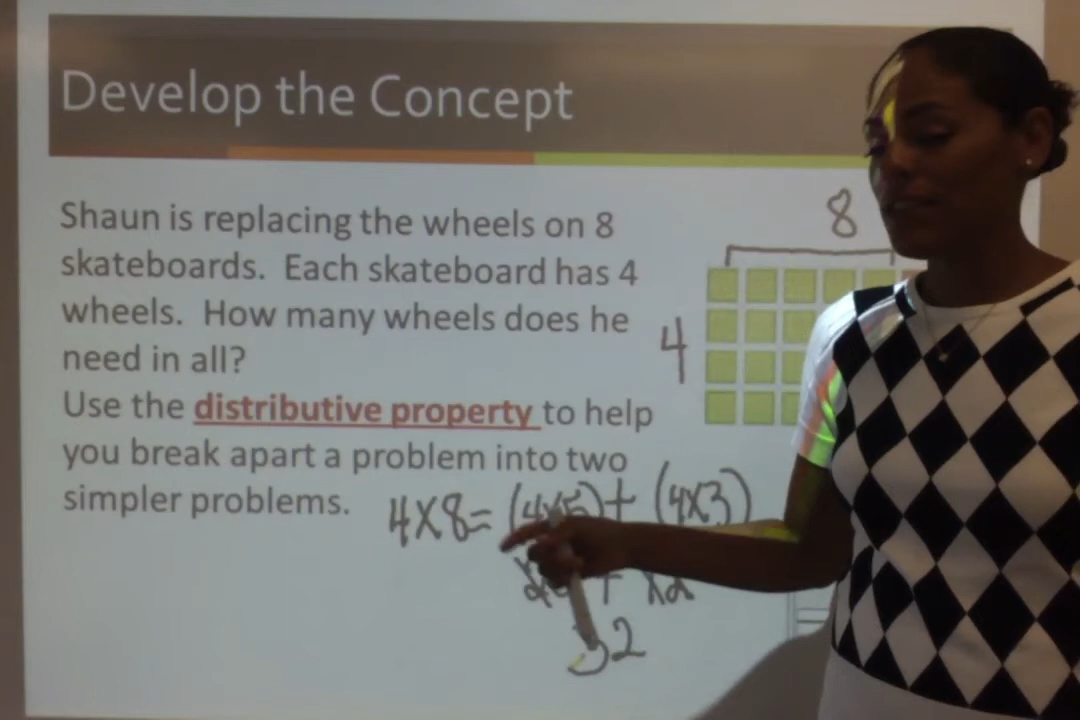 Develop the Concept
8
Shaun is replacing the wheels on 8
skateboards. Each skateboard has 4
wheels. How many wheels does he
need in all?
4
Use the distributive property to help
you break apart a problem into two
simpler problems.
4X8= (4x5)+ (4X3)
+ 12
32